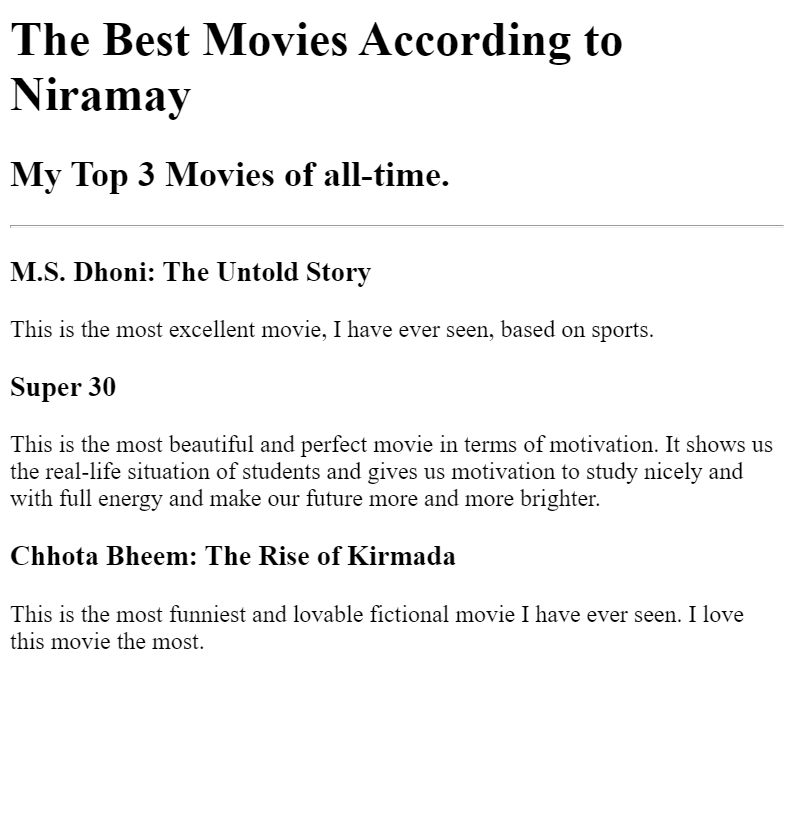 The Best Movies According to
Niramay
My Top 3 Movies of all-time.
M.S. Dhoni: The Untold Story
This is the most excellent movie, I have ever seen, based on sports.
Super 30
This is the most beautiful and perfect movie in terms of motivation. It shows us
the real-life situation of students and gives us motivation to study nicely and
with full energy and make our future more and more brighter.
Chhota Bheem: The Rise of Kirmada
This is the most funniest and lovable fictional movie I have ever seen. I love
this movie the most.